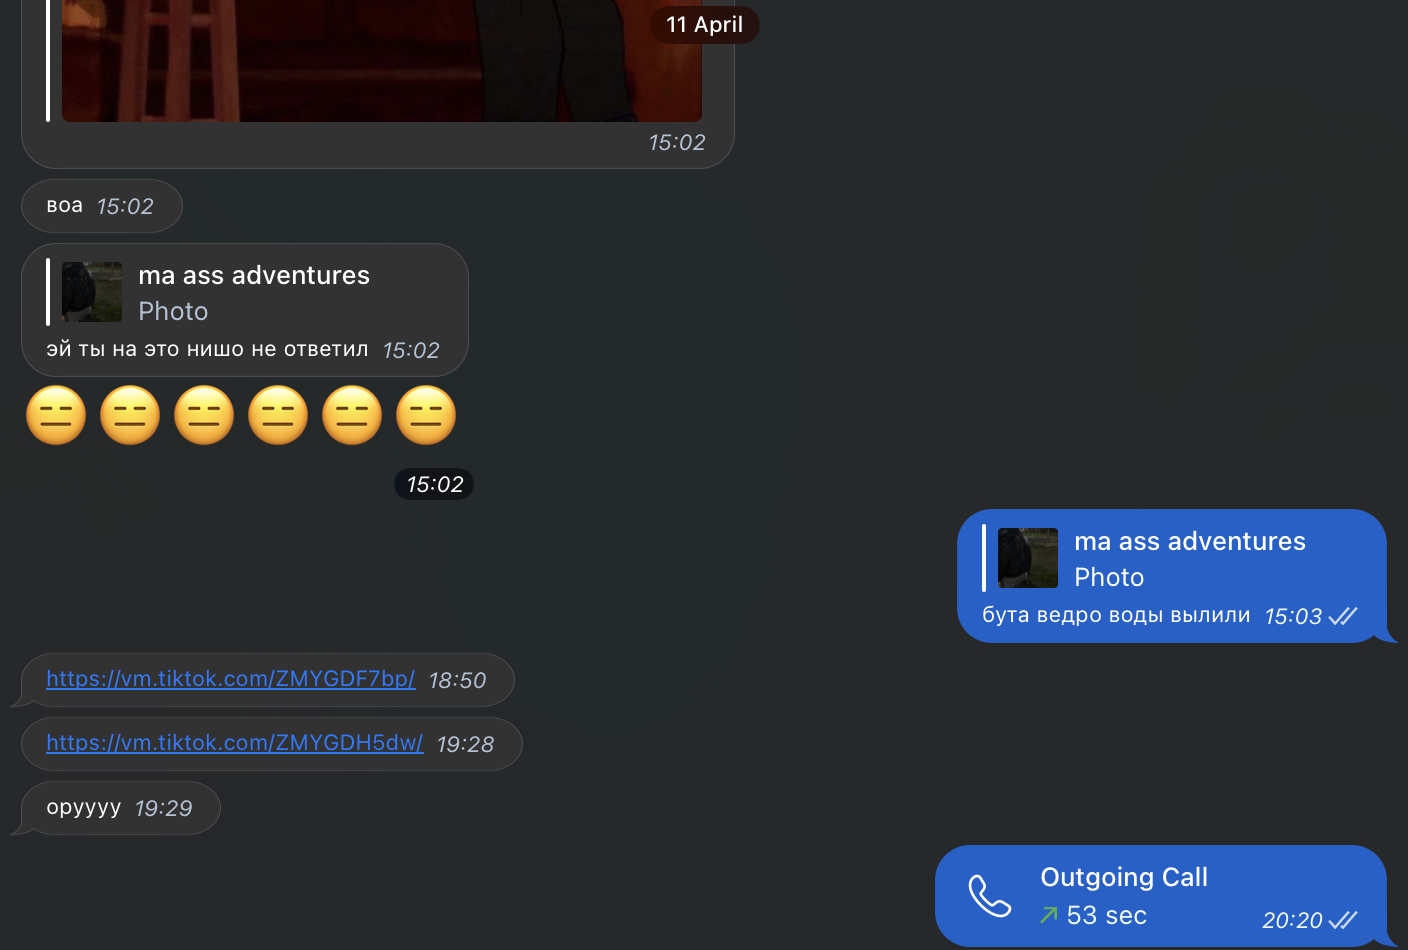 11 April
15:02
воа 15:02
ma ass adventures
Photo
эй ты на это нишо не ответил 15:02
😑 😑 😑 😑 😑 😑
15:02
ma ass adventures
Photo
бута ведро воды вылили 15:03
https://vm.tiktok.com/ZMYGDF7bp/ 18:50
https://vm.tiktok.com/ZMYGDH5dw/ 19:28
оруууу 19:29
Outgoing Call
53 sec 20:20